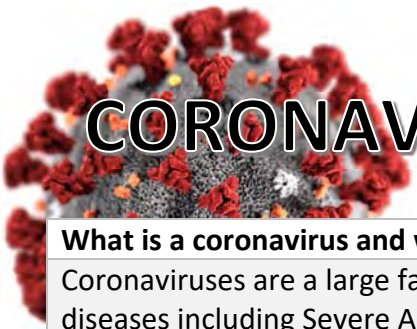 CORONAV
What is a coronavirus and
Coronaviruses are a large fa
diseases including Severe A